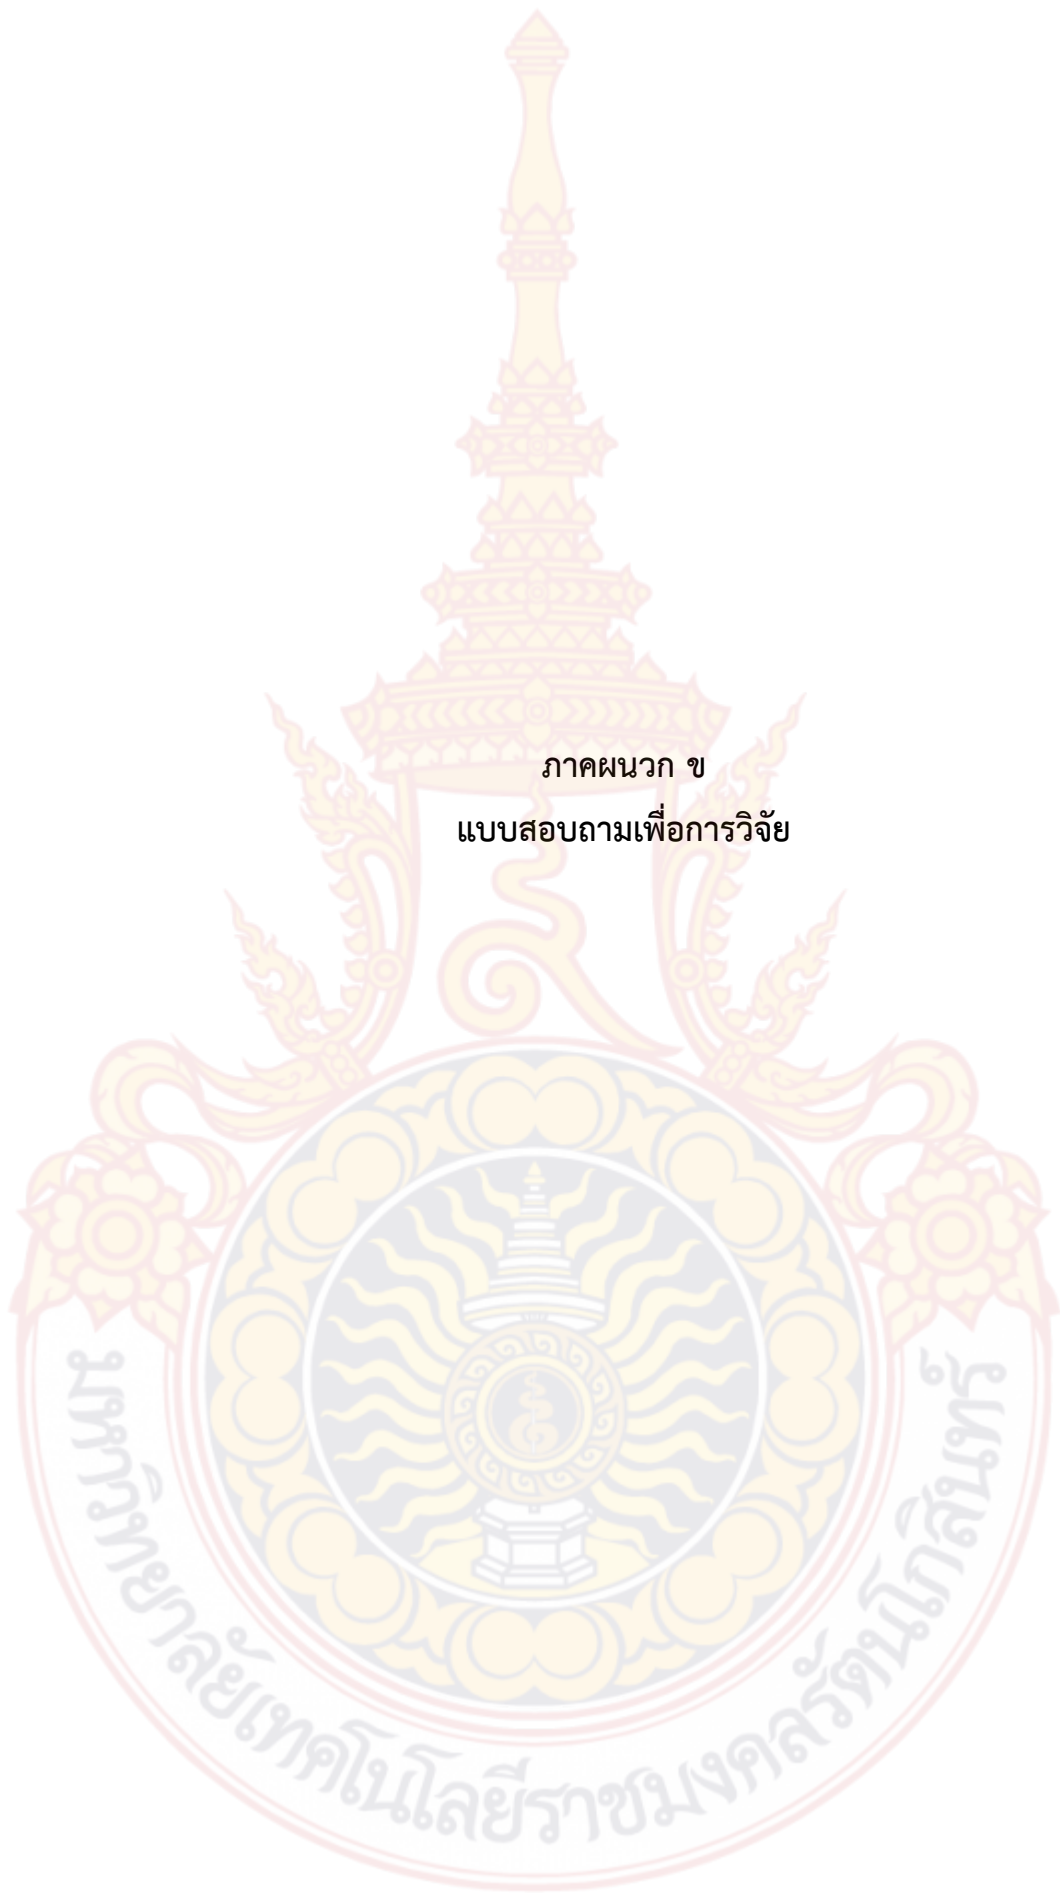 ภาคผนวก ข
แบบสอบถามเพื่อการวิจัย
มหาวิทยาลัยเทคโนโลยีราชมงคลรัตนโกสินทร์